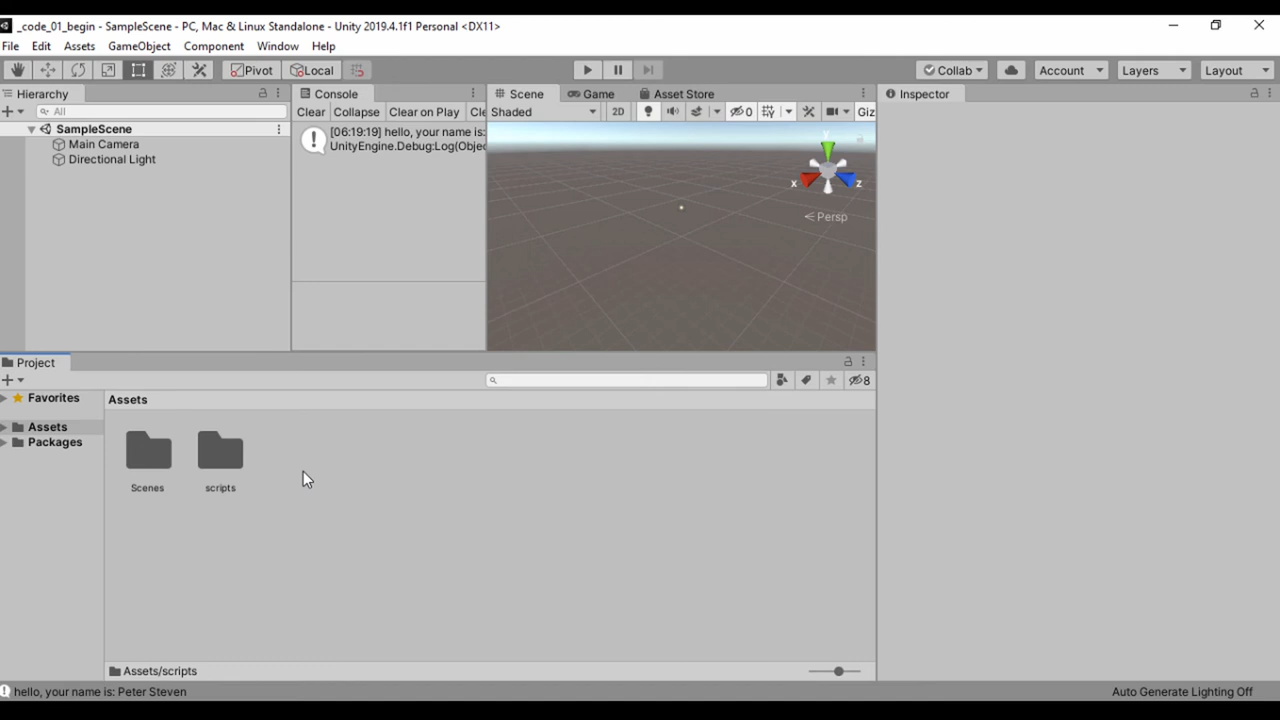 _code_01_begin - SampleScene - PC, Mac & Linux Standalone - Unity 2019.4.1f1 Personal <DX11>
File Edit Assets GameObject Component Window Help
Pivot Local Collab Account Layers Layout
Hierarchy
All
SampleScene
Main Camera
Directional Light
Console
Clear Collapse Clear on Play Cle
[06:19:19] hello, your name is:
UnityEngine.Debug:Log(Objec
Scene Game Asset Store
Shaded 2D 0 Giz
y
x z
Persp
Inspector
Project
8
Favorites
Assets
Packages
Assets
Scenes scripts
Assets/scripts
hello, your name is: Peter Steven
Auto Generate Lighting Off